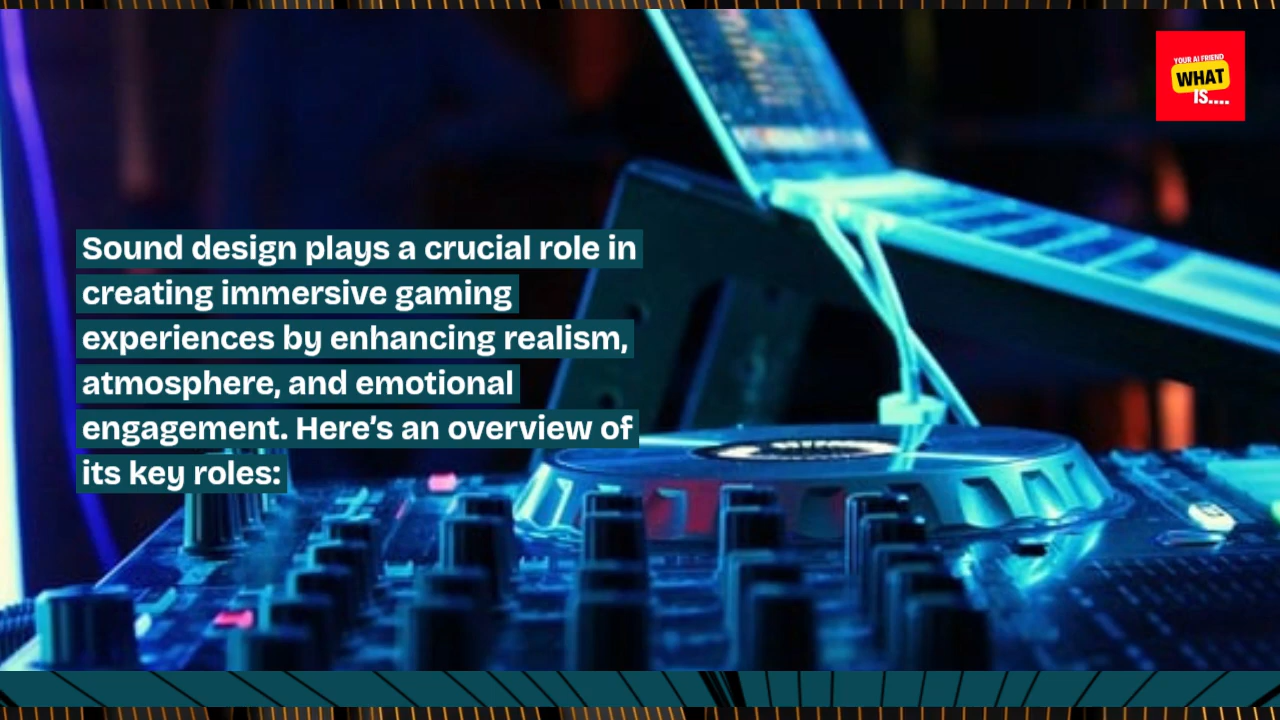 YOUR AI FRIEND
WHAT
IS....
Sound design plays a crucial role in
creating immersive gaming
experiences by enhancing realism,
atmosphere, and emotional
engagement. Here’s an overview of
its key roles: